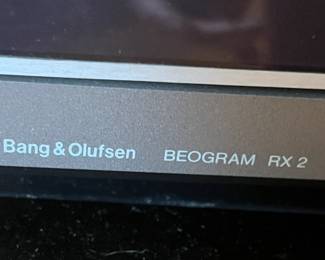 Bang & Olufsen BEOGRAM RX 2